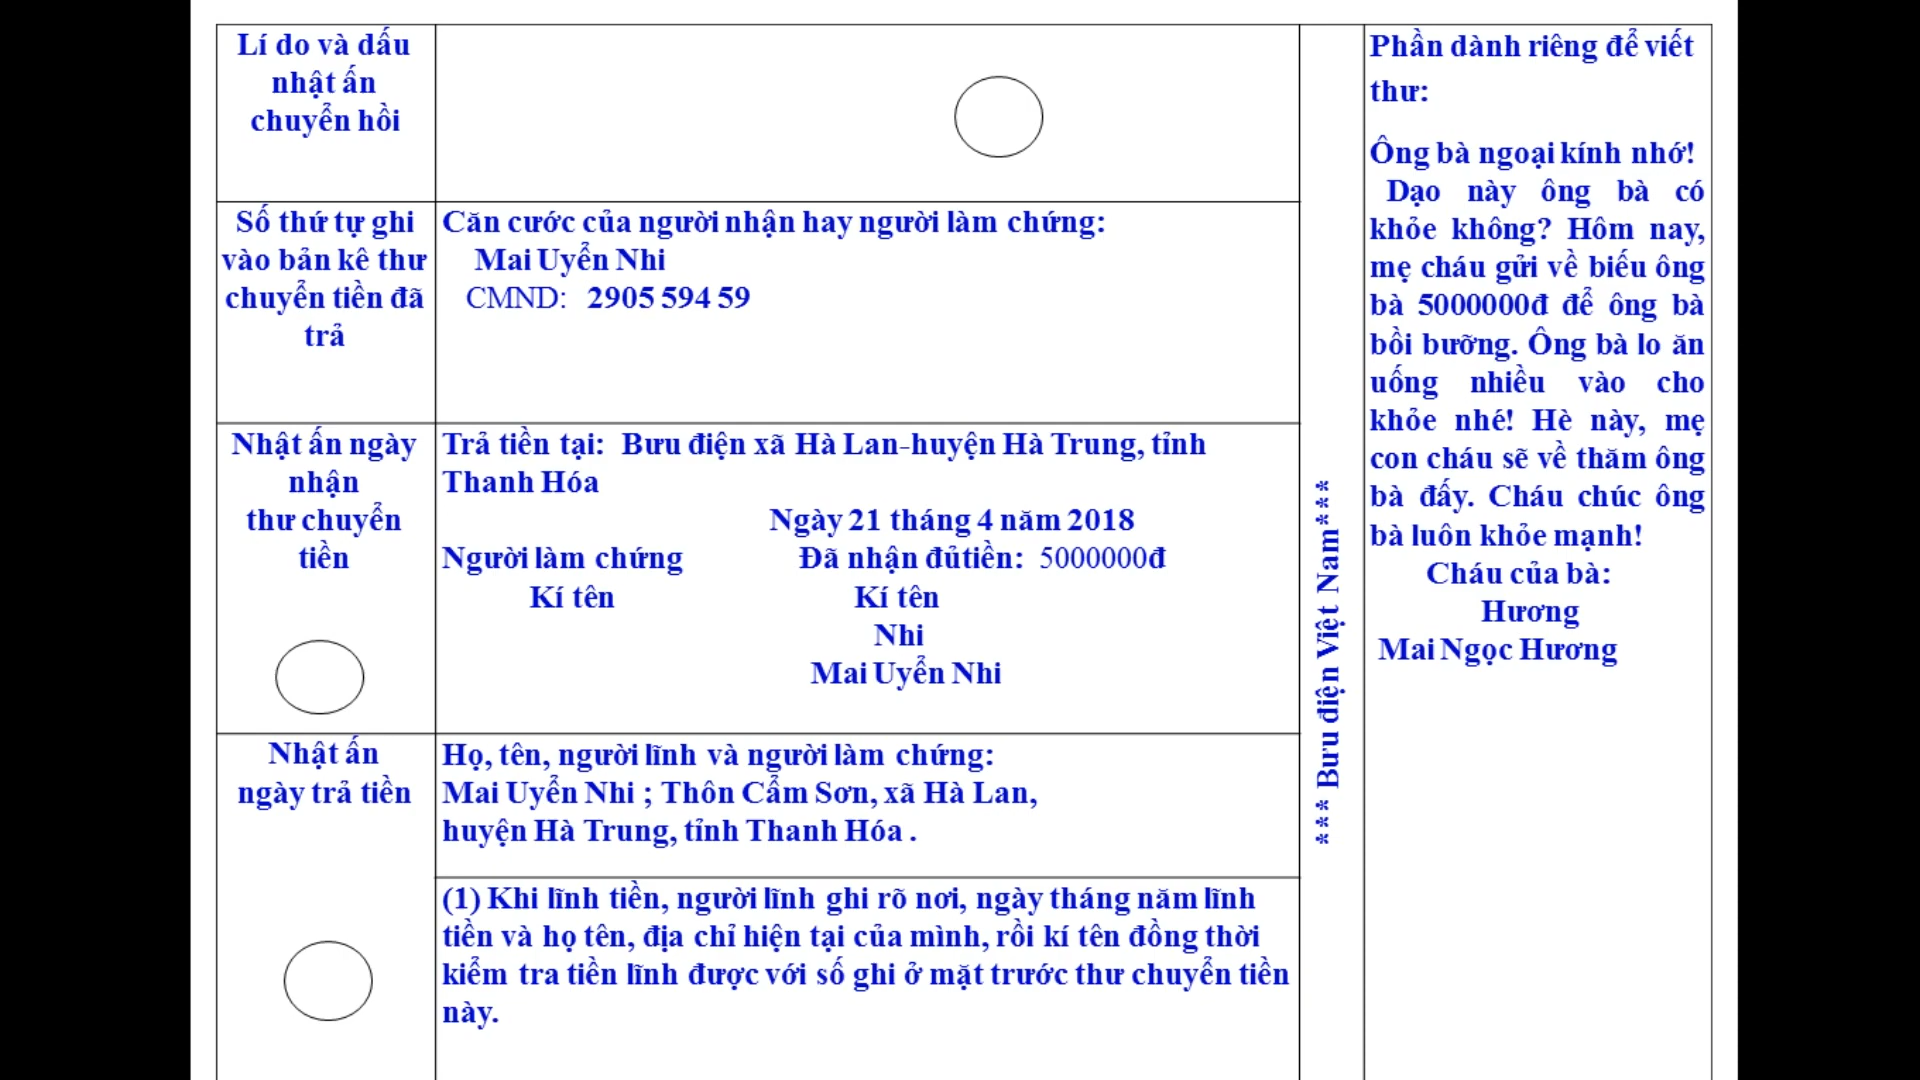 Lí do và dấu
nhật ấn
chuyển hồi
Số thứ tự ghi
vào bản kê thư
chuyển tiền đã
trả
Căn cước của người nhận hay người làm chứng:
Mai Uyển Nhi
CMND: 2905 594 59
Nhật ấn ngày
nhận
thư chuyển
tiền
Trả tiền tại: Bưu điện xã Hà Lan-huyện Hà Trung, tỉnh
Thanh Hóa
Ngày 21 tháng 4 năm 2018
Người làm chứng Đã nhận đủtiền: 5000000đ
Kí tên Kí tên
Nhi
Mai Uyển Nhi
Nhật ấn
ngày trả tiền
Họ, tên, người lĩnh và người làm chứng:
Mai Uyển Nhi ; Thôn Cẩm Sơn, xã Hà Lan,
huyện Hà Trung, tỉnh Thanh Hóa .
(1) Khi lĩnh tiền, người lĩnh ghi rõ nơi, ngày tháng năm lĩnh
tiền và họ tên, địa chỉ hiện tại của mình, rồi kí tên đồng thời
kiểm tra tiền lĩnh được với số ghi ở mặt trước thư chuyển tiền
này.
*** Bưu điện Việt Nam***
Phần dành riêng để viết
thư:
Ông bà ngoại kính nhớ!
Dạo này ông bà có
khỏe không? Hôm nay,
mẹ cháu gửi về biếu ông
bà 5000000đ để ông bà
bồi bưỡng. Ông bà lo ăn
uống nhiều vào cho
khỏe nhé! Hè này, mẹ
con cháu sẽ về thăm ông
bà đấy. Cháu chúc ông
bà luôn khỏe mạnh!
Cháu của bà:
Hương
Mai Ngọc Hương